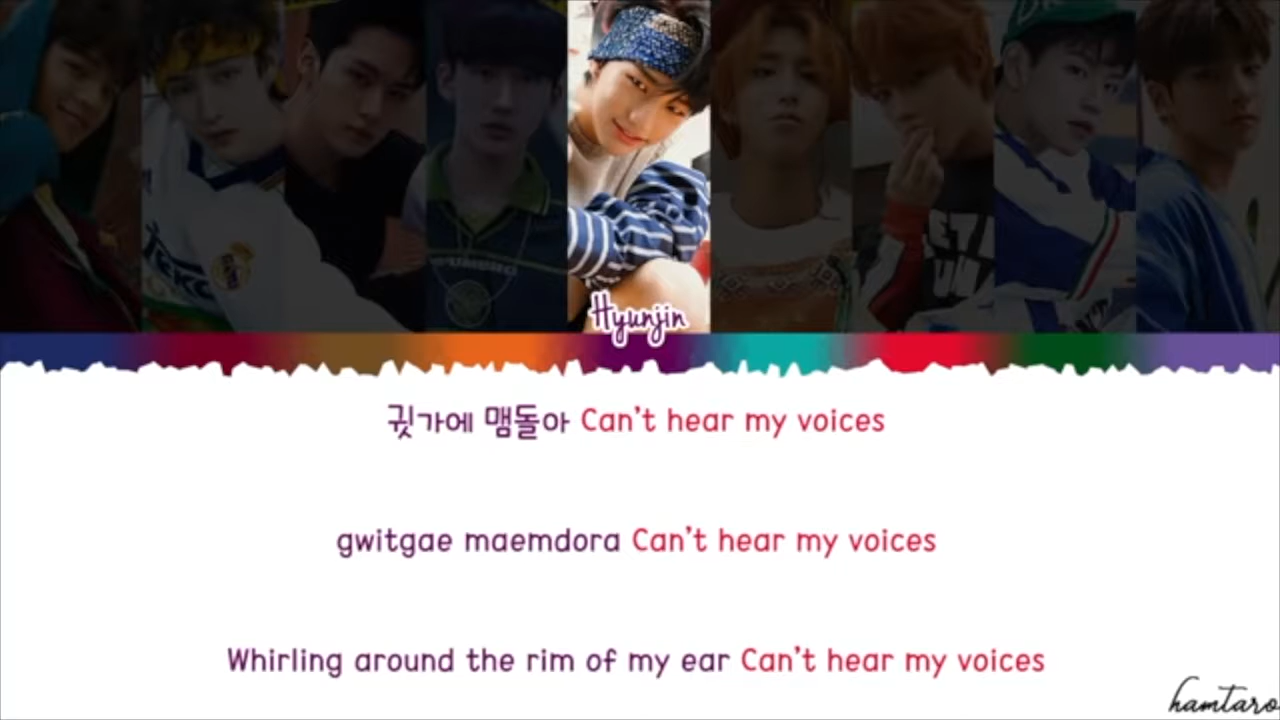 Hyunjin
귓가에 맴돌아 Can't hear my voices
gwitgae maemdora Can't hear my voices
Whirling around the rim of my ear Can't hear my voices
hamtaro